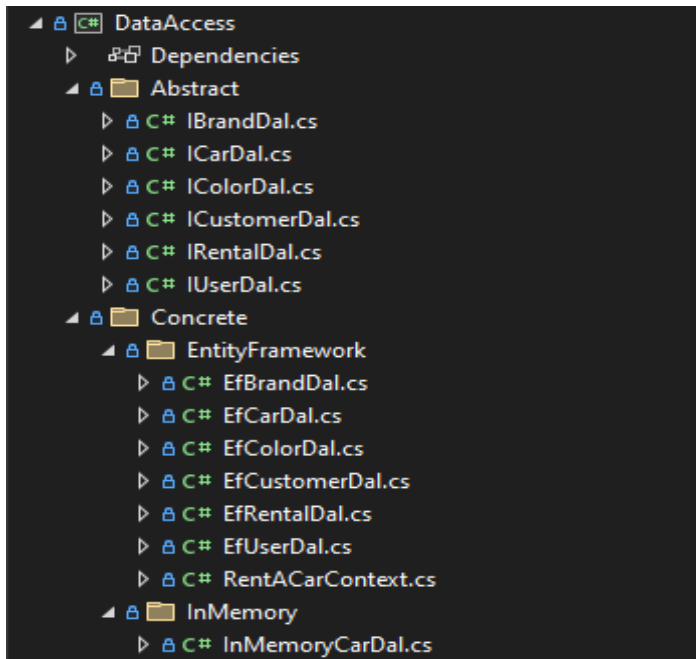 C# DataAccess
Dependencies
Abstract
C# IBrandDal.cs
C# ICarDal.cs
C# IColorDal.cs
C# ICustomerDal.cs
C# IRentalDal.cs
C# IUserDal.cs
Concrete
EntityFramework
C# EfBrandDal.cs
C# EfCarDal.cs
C# EfColorDal.cs
C# EfCustomerDal.cs
C# EfRentalDal.cs
C# EfUserDal.cs
C# RentACarContext.cs
InMemory
C# InMemoryCarDal.cs